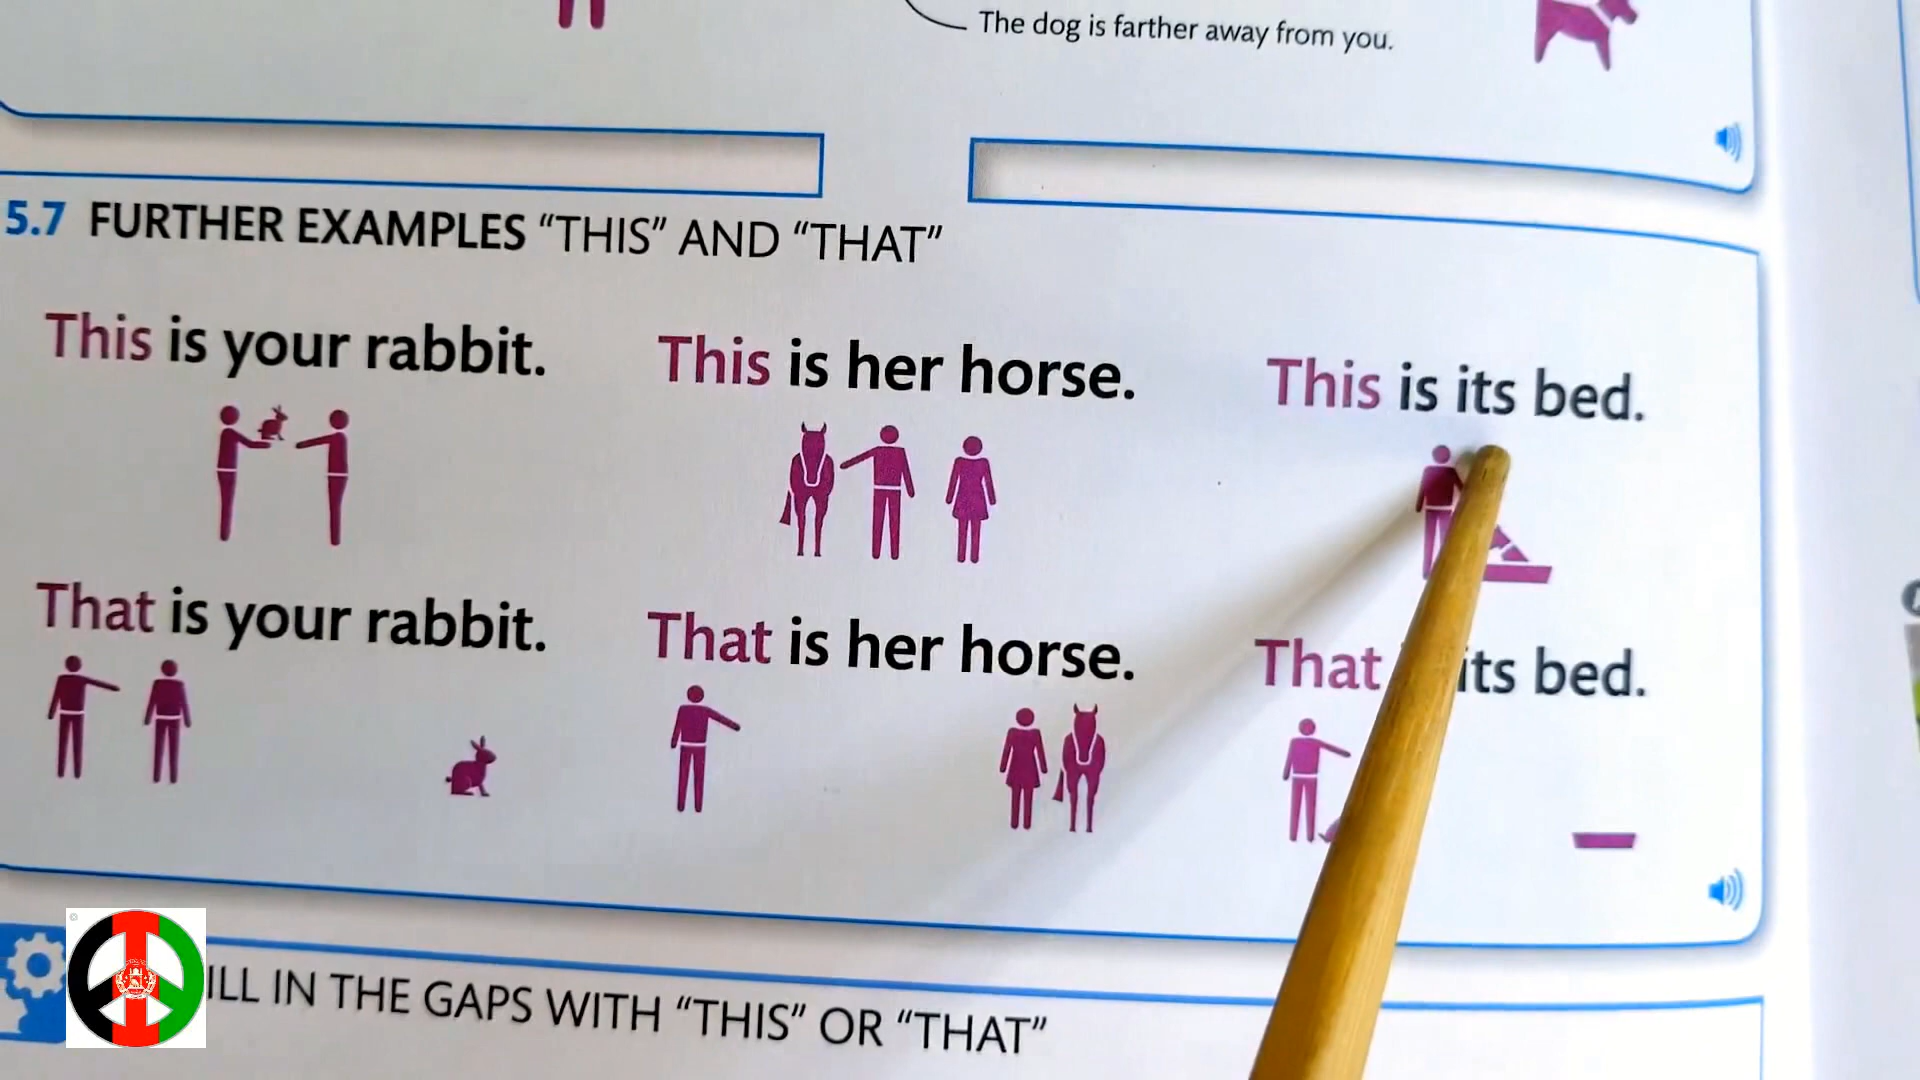 The dog is farther away from you.
5.7 FURTHER EXAMPLES “THIS” AND “THAT”
This is your rabbit.
This is her horse.
This is its bed.
That is your rabbit.
That is her horse.
That its bed.
ILL IN THE GAPS WITH “THIS” OR “THAT”